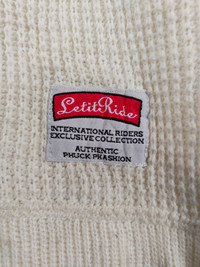 LetitRide
INTERNATIONAL RIDERS
EXCLUSIVE COLLECTION
AUTHENTIC
PHUCK-PHASHION